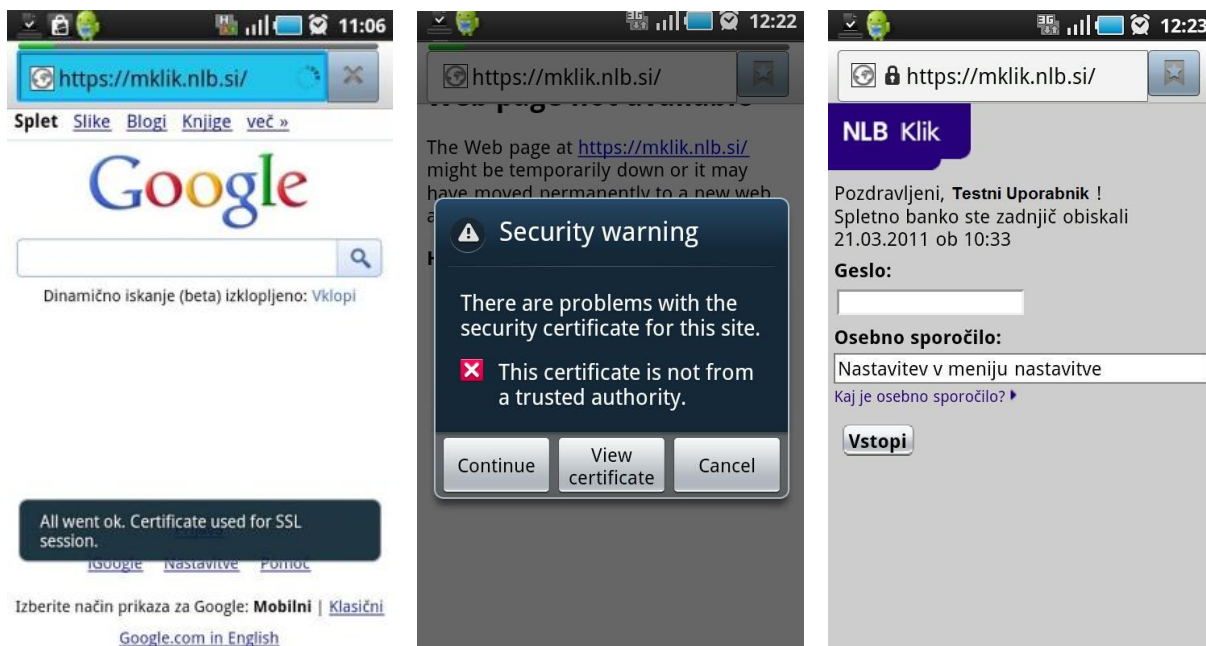 11:06
https://mklik.nlb.si/
Splet Slike Blogi Knjige več »
Google
Dinamično iskanje (beta) izklopljeno: Vklopi
All went ok. Certificate used for SSL
session.
iGoogle Nastavitve Pomoč
Izberite način prikaza za Google: Mobilni | Klasični
Google.com in English
3G 12:22
https://mklik.nlb.si/
Web page not available
The Web page at https://mklik.nlb.si/
might be temporarily down or it may
have moved permanently to a new web
Security warning
There are problems with the
security certificate for this site.
This certificate is not from
a trusted authority.
Continue
View
certificate
Cancel
3G 12:23
https://mklik.nlb.si/
NLB Klik
Pozdravljeni, Testni Uporabnik !
Spletno banko ste zadnjič obiskali
21.03.2011 ob 10:33
Geslo:
Osebno sporočilo:
Nastavitev v meniju nastavitve
Kaj je osebno sporočilo?
Vstopi